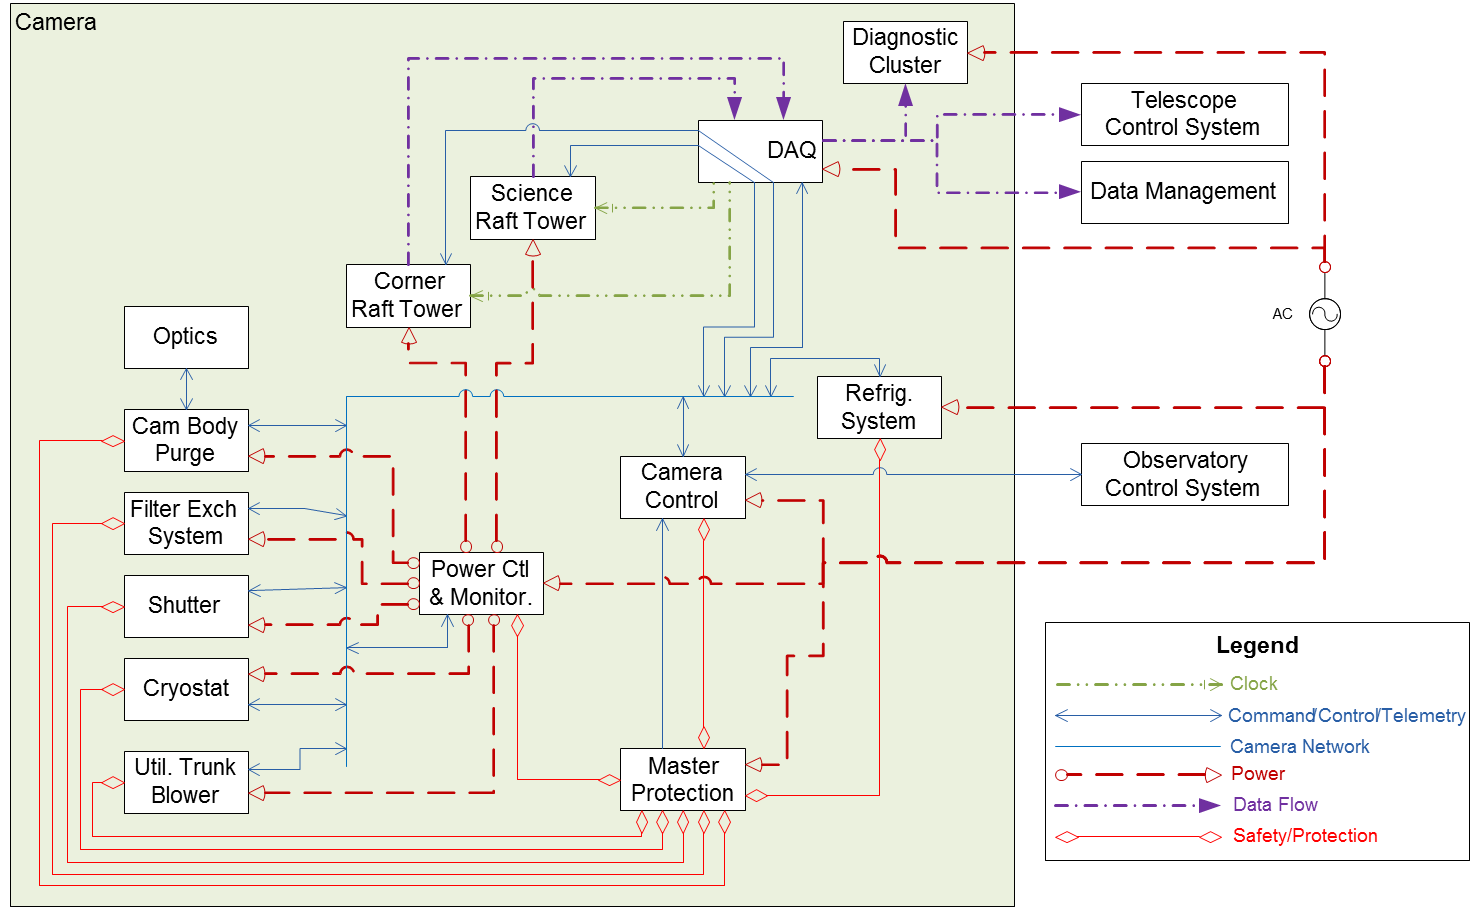 Camera
Diagnostic
Cluster
Telescope
Control System
DAQ
Data Management
Science
Raft Tower
Corner
Raft Tower
AC
Optics
Refrig.
System
Cam Body
Purge
Camera
Control
Observatory
Control System
Filter Exch
System
Power Ctl
& Monitor.
Shutter
Cryostat
Util. Trunk
Blower
Master
Protection
Legend
Clock
Command/Control/Telemetry
Camera Network
Power
Data Flow
Safety/Protection